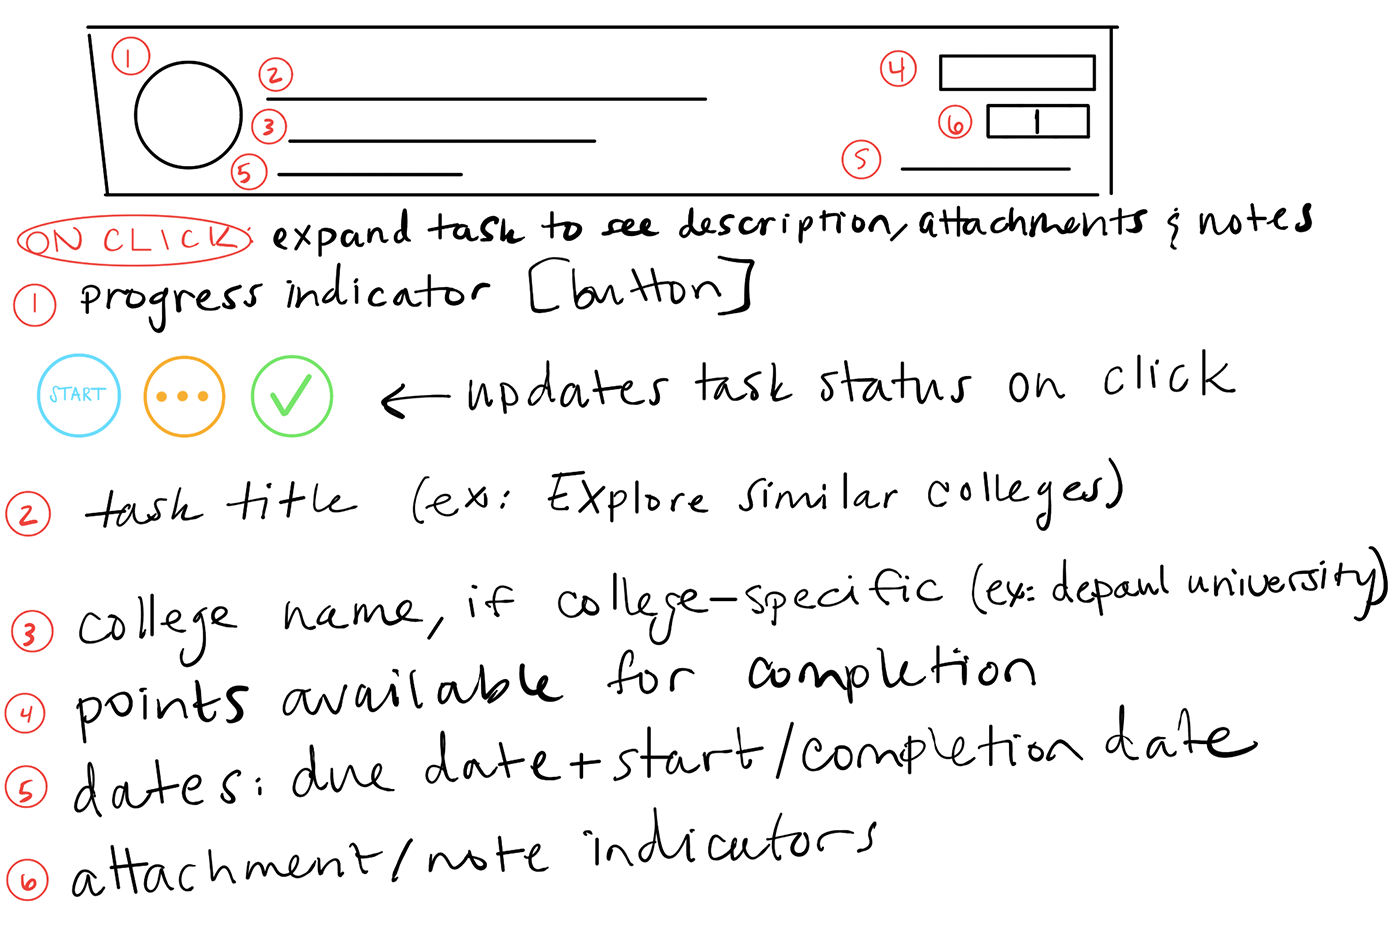 1
2
3
5
4
6
5
ON CLICK: expand task to see description, attachments & notes
1 progress indicator [button]
START ← updates task status on click
2 task title (ex: Explore similar colleges)
3 college name, if college-specific (ex: depaul university)
4 points available for completion
5 dates: due date + start/completion date
6 attachment/note indicators